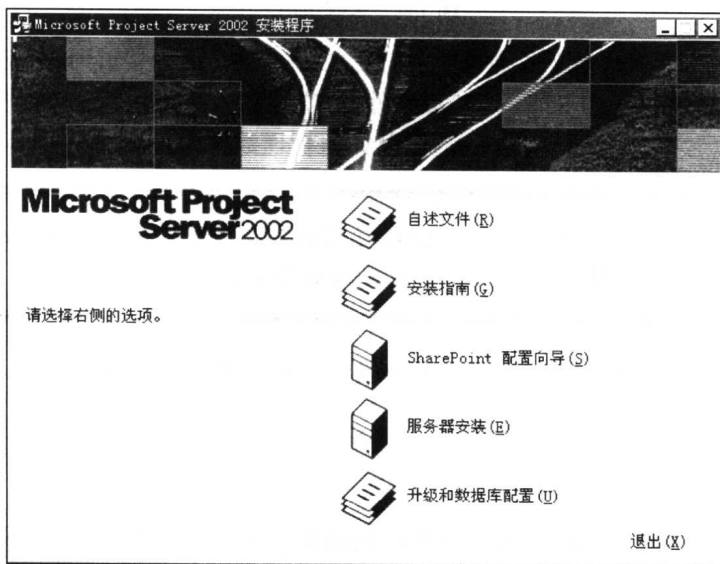 Microsoft Project Server 2002 安装程序
Microsoft Project
Server 2002
自述文件(R)
安装指南(G)
请选择右侧的选项。
SharePoint 配置向导(S)
服务器安装(E)
升级和数据库配置(U)
退出(X)